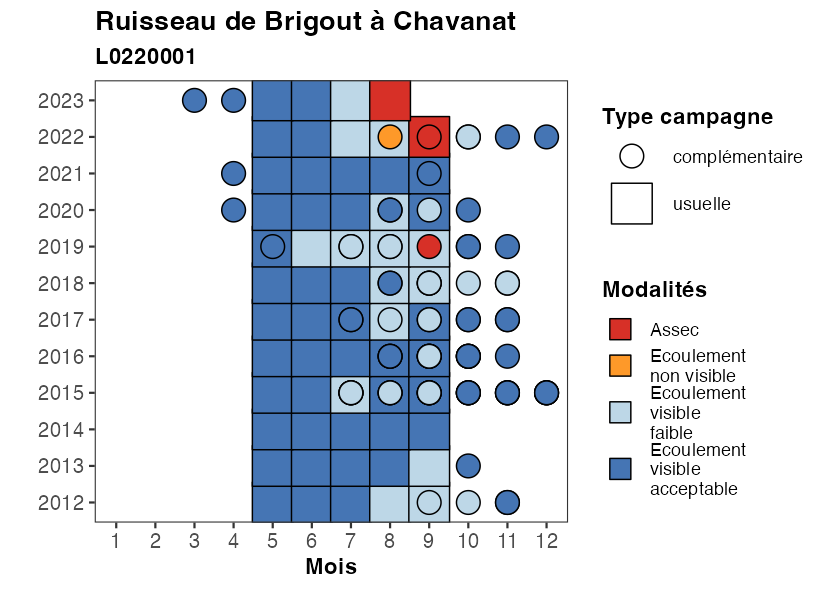 Ruisseau de Brigout à Chavanat
L0220001
2023
2022
2021
2020
2019
2018
2017
2016
2015
2014
2013
2012
1 2 3 4 5 6 7 8 9 10 11 12
Mois
Type campagne
complémentaire
usuelle
Modalités
Assec
Ecoulement
non visible
Ecoulement
visible
faible
Ecoulement
visible
acceptable